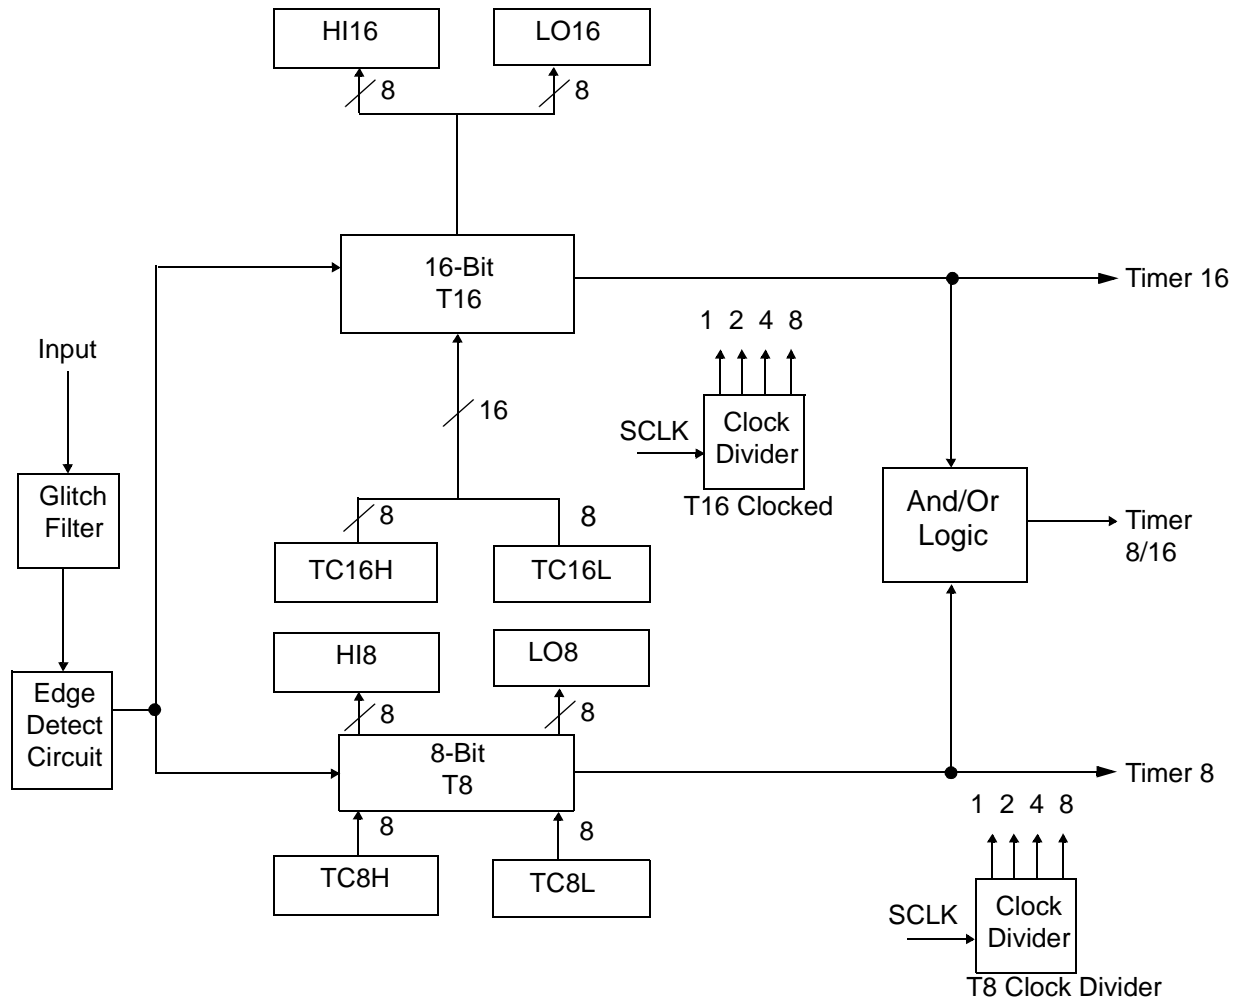 HI16
LO16
8
8
16-Bit
T16
Timer 16
1 2 4 8
Input
16
SCLK
Clock
Divider
T16 Clocked
Glitch
Filter
And/Or
Logic
Timer
8/16
8
8
TC16H
TC16L
HI8
LO8
Edge
Detect
Circuit
8
8
8-Bit
T8
Timer 8
1 2 4 8
8
8
TC8H
TC8L
SCLK
Clock
Divider
T8 Clock Divider